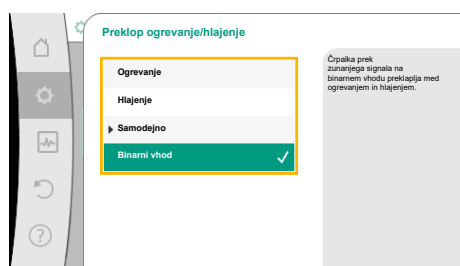 Preklop ogrevanje/hlajenje
Ogrevanje
Hlajenje
Samodejno
Binarni vhod
Črpalka prek
zunanjega signala na
binarnem vhodu preklaplja med
ogrevanjem in hlajenjem.